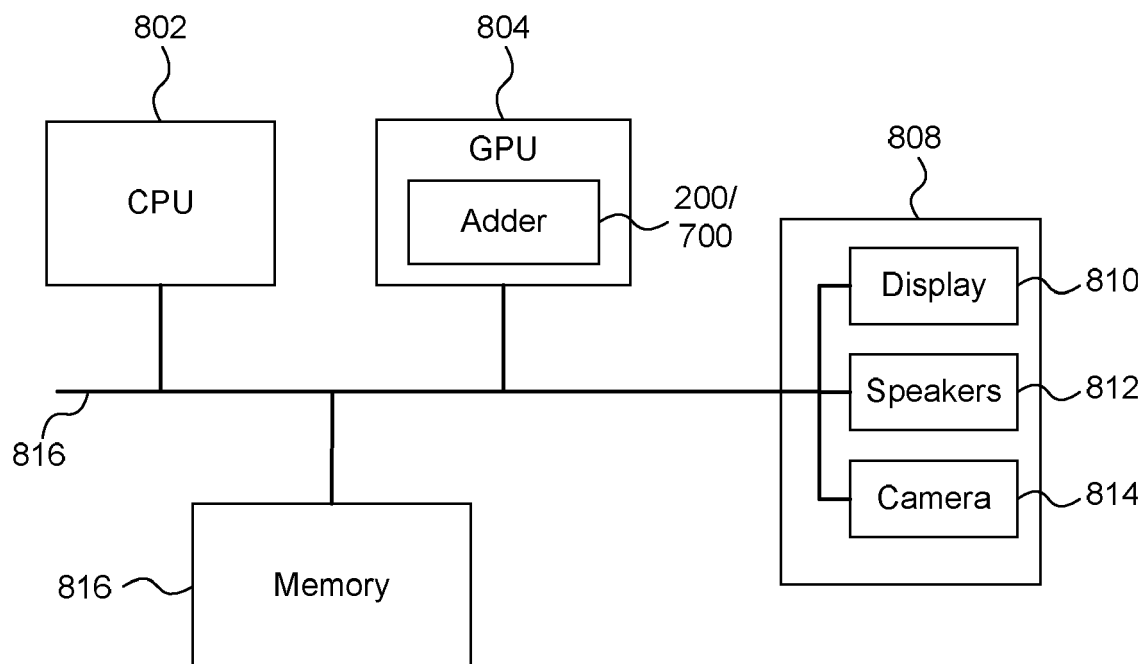 802
804
CPU
GPU
Adder
200/
700
808
Display
810
Speakers
812
Camera
814
816
Memory
816